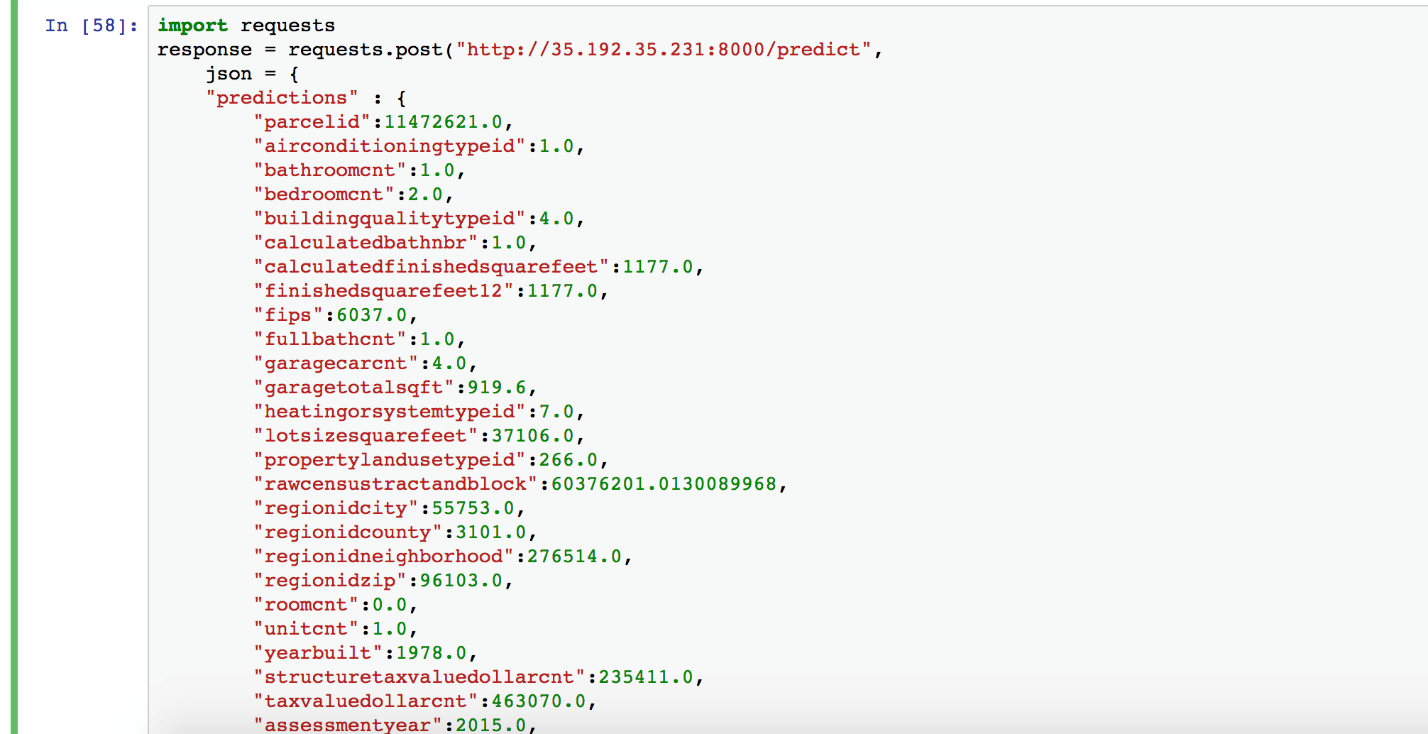 In [58]: import requests
response = requests.post("http://35.192.35.231:8000/predict",
json = {
"predictions" : {
"parcelid":11472621.0,
"airconditioningtypeid":1.0,
"bathroomcnt":1.0,
"bedroomcnt":2.0,
"buildingqualitytypeid":4.0,
"calculatedbathnbr":1.0,
"calculatedfinishedsquarefeet":1177.0,
"finishedsquarefeet12":1177.0,
"fips":6037.0,
"fullbathcnt":1.0,
"garagecarcnt":4.0,
"garagetotalsqft":919.6,
"heatingorsystemtypeid":7.0,
"lotsizesquarefeet":37106.0,
"propertylandusetypeid":266.0,
"rawcensustractandblock":60376201.0130089968,
"regionidcity":55753.0,
"regionidcounty":3101.0,
"regionidneighborhood":276514.0,
"regionidzip":96103.0,
"roomcnt":0.0,
"unitcnt":1.0,
"yearbuilt":1978.0,
"structuretaxvaluedollarcnt":235411.0,
"taxvaluedollarcnt":463070.0,
"assessmentyear":2015.0,